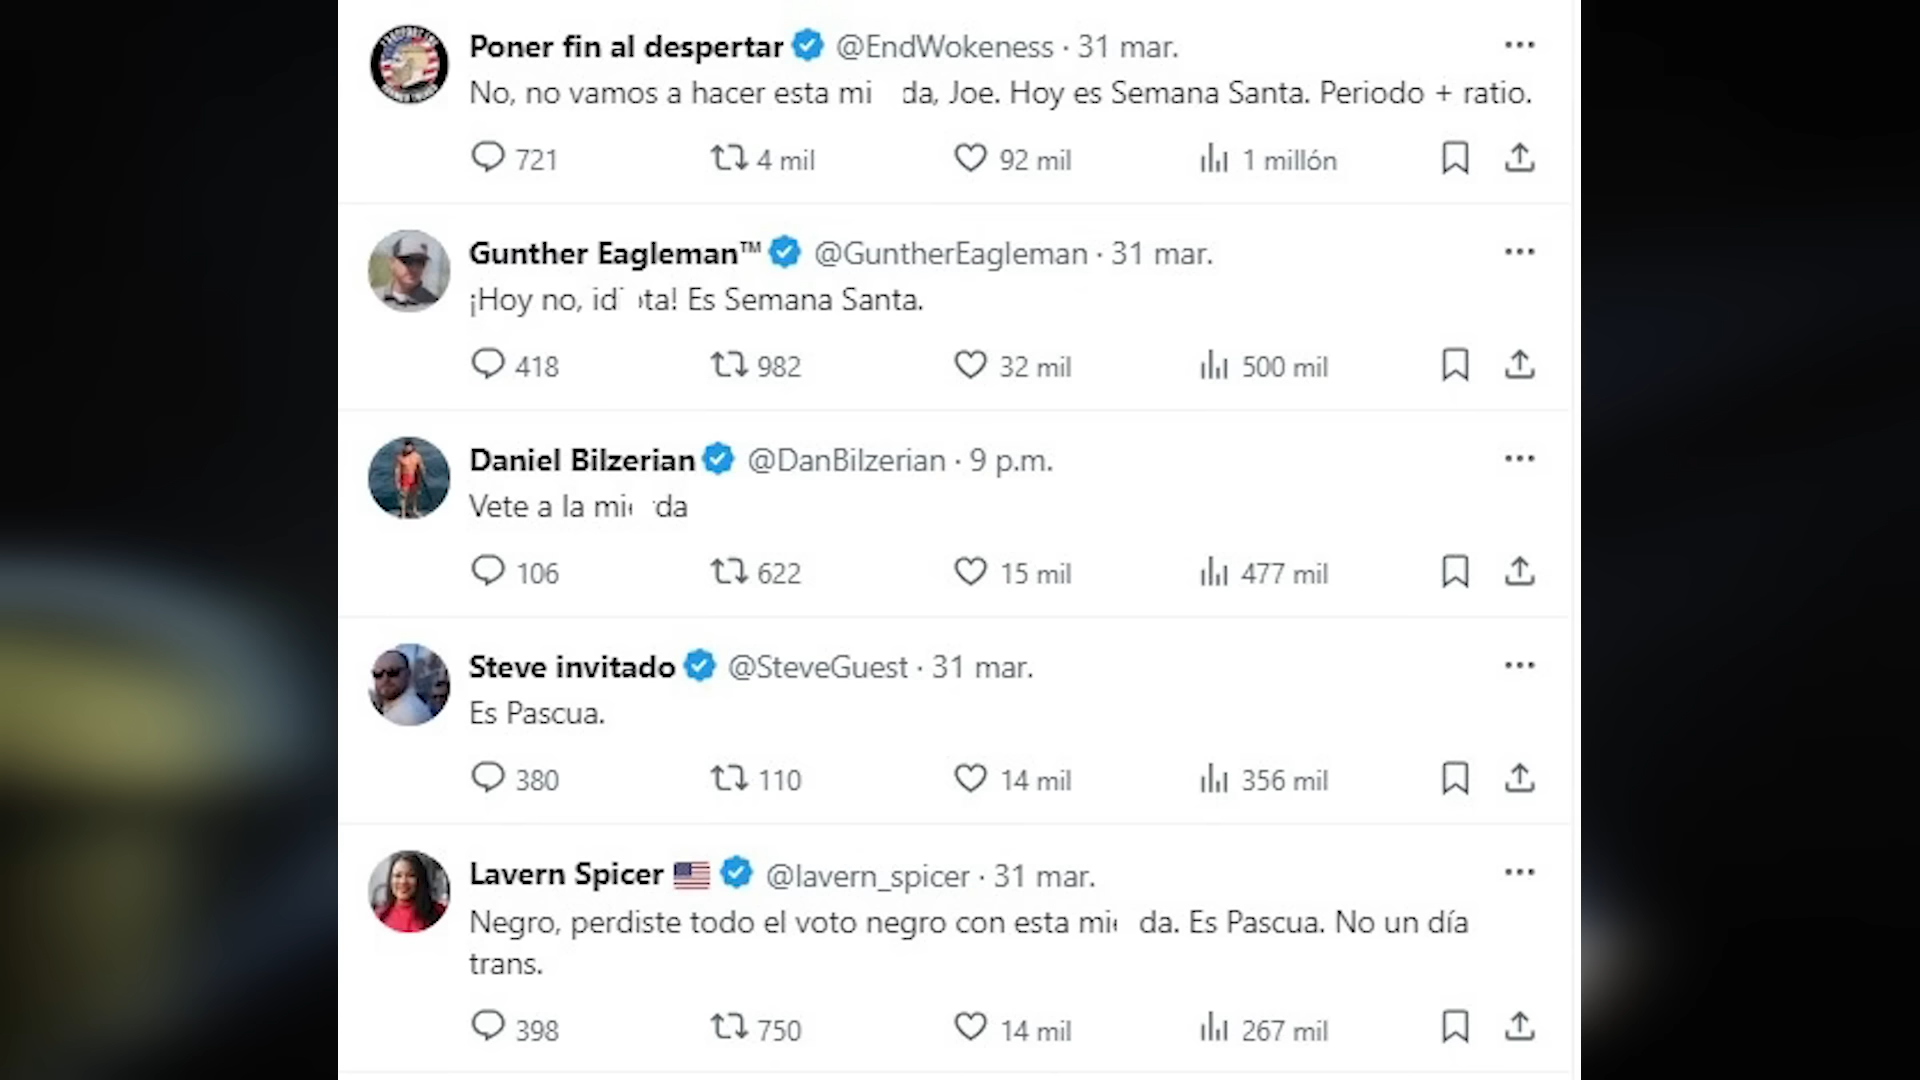 Poner fin al despertar @EndWokeness · 31 mar.
No, no vamos a hacer esta mi da, Joe. Hoy es Semana Santa. Periodo + ratio.
721 4 mil 92 mil 1 millón
Gunther Eagleman™ @GuntherEagleman · 31 mar.
¡Hoy no, id ta! Es Semana Santa.
418 982 32 mil 500 mil
Daniel Bilzerian @DanBilzerian · 9 p.m.
Vete a la mi da
106 622 15 mil 477 mil
Steve invitado @SteveGuest · 31 mar.
Es Pascua.
380 110 14 mil 356 mil
Lavern Spicer @lavern_spicer · 31 mar.
Negro, perdiste todo el voto negro con esta mi da. Es Pascua. No un día
trans.
398 750 14 mil 267 mil